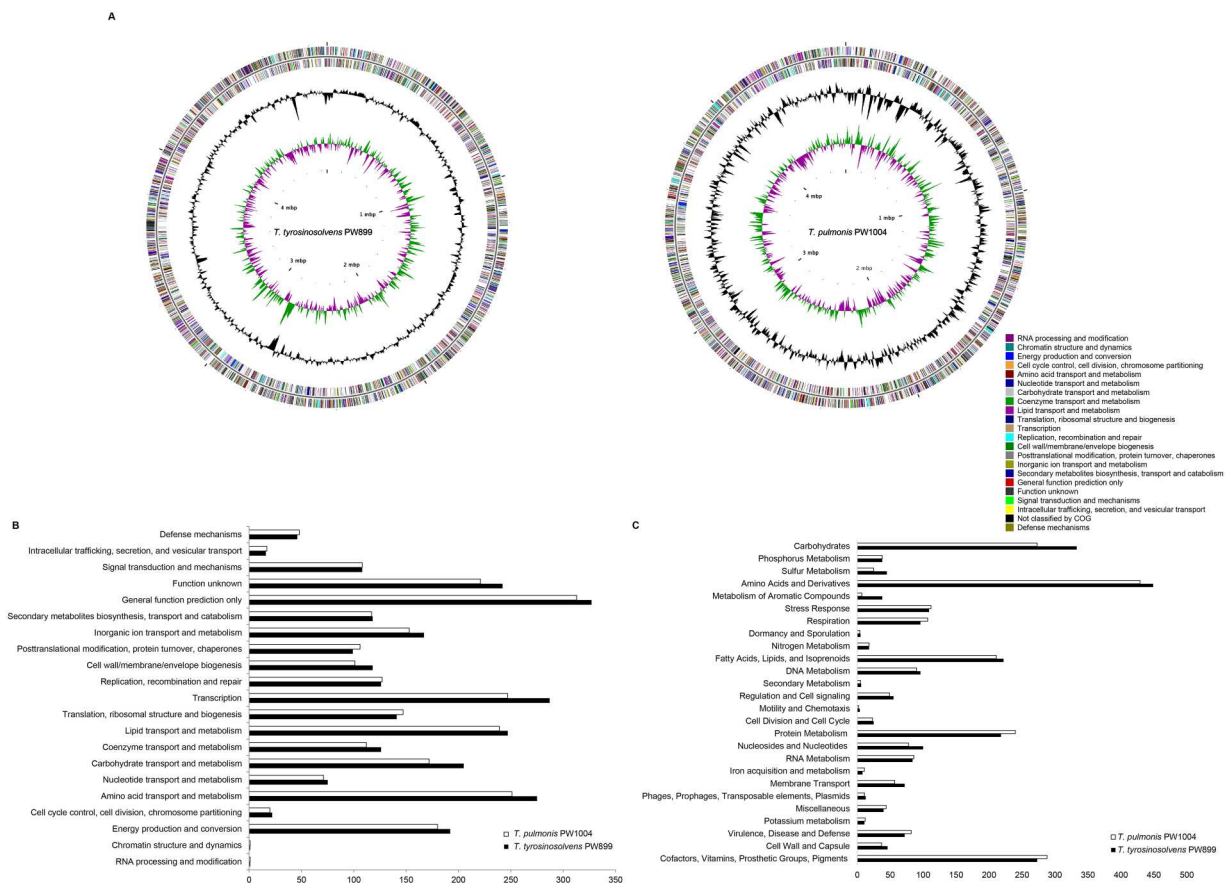 A
4 mbp
1 mbp
T. tyrosinosolvens PW899
3 mbp
2 mbp
4 mbp
1 mbp
T. pulmonis PW1004
3 mbp
2 mbp
RNA processing and modification
Chromatin structure and dynamics
Energy production and conversion
Cell cycle control, cell division, chromosome partitioning
Amino acid transport and metabolism
Nucleotide transport and metabolism
Carbohydrate transport and metabolism
Coenzyme transport and metabolism
Lipid transport and metabolism
Translation, ribosomal structure and biogenesis
Transcription
Replication, recombination and repair
Cell wall/membrane/envelope biogenesis
Posttranslational modification, protein turnover, chaperones
Inorganic ion transport and metabolism
Secondary metabolites biosynthesis, transport and catabolism
General function prediction only
Function unknown
Signal transduction and mechanisms
Intracellular trafficking, secretion, and vesicular transport
Not classified by COG
Defense mechanisms
B
Defense mechanisms
Intracellular trafficking, secretion, and vesicular transport
Signal transduction and mechanisms
Function unknown
General function prediction only
Secondary metabolites biosynthesis, transport and catabolism
Inorganic ion transport and metabolism
Posttranslational modification, protein turnover, chaperones
Cell wall/membrane/envelope biogenesis
Replication, recombination and repair
Transcription
Translation, ribosomal structure and biogenesis
Lipid transport and metabolism
Coenzyme transport and metabolism
Carbohydrate transport and metabolism
Nucleotide transport and metabolism
Amino acid transport and metabolism
Cell cycle control, cell division, chromosome partitioning
Energy production and conversion
Chromatin structure and dynamics
RNA processing and modification
T. pulmonis PW1004
T. tyrosinosolvens PW899
0 50 100 150 200 250 300 350
C
Carbohydrates
Phosphorus Metabolism
Sulfur Metabolism
Amino Acids and Derivatives
Metabolism of Aromatic Compounds
Stress Response
Respiration
Dormancy and Sporulation
Nitrogen Metabolism
Fatty Acids, Lipids, and Isoprenoids
DNA Metabolism
Secondary Metabolism
Regulation and Cell signaling
Motility and Chemotaxis
Cell Division and Cell Cycle
Protein Metabolism
Nucleosides and Nucleotides
RNA Metabolism
Iron acquisition and metabolism
Membrane Transport
Phages, Prophages, Transposable elements, Plasmids
Miscellaneous
Potassium metabolism
Virulence, Disease and Defense
Cell Wall and Capsule
Cofactors, Vitamins, Prosthetic Groups, Pigments
T. pulmonis PW1004
T. tyrosinosolvens PW899
0 50 100 150 200 250 300 350 400 450 500